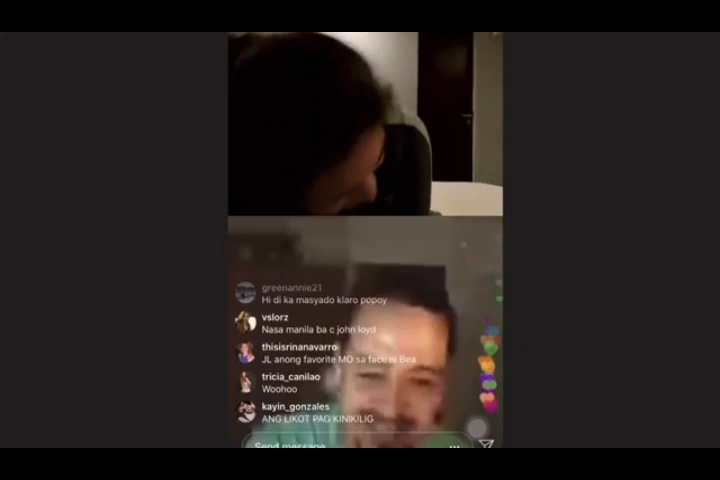 greenannie21
Hi di ka masyado klaro popoy
vslorz
Nasa manila ba c john loyd
thisisrinanavarro
JL anong favorite MO sa face ni Bea
tricia_canilao
Woohoo
kayin_gonzales
ANG LIKOT PAG KINIKILIG
Send message